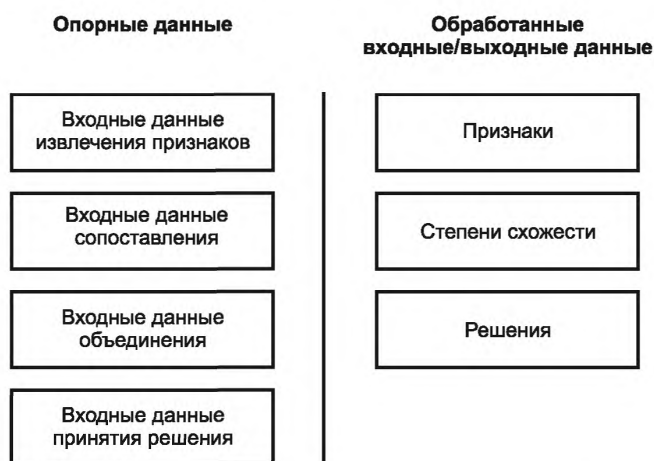 Опорные данные
Входные данные
извлечения признаков
Входные данные
сопоставления
Входные данные
объединения
Входные данные
принятия решения
Обработанные
входные/выходные данные
Признаки
Степени схожести
Решения